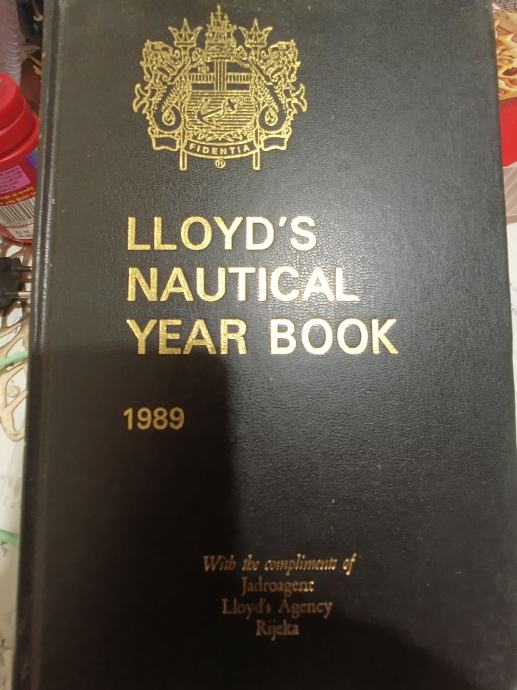 FIDENTIA
®
LLOYD'S
NAUTICAL
YEAR BOOK
1989
With the compliments of
Jadroagent
Lloyd's Agency
Rijeka